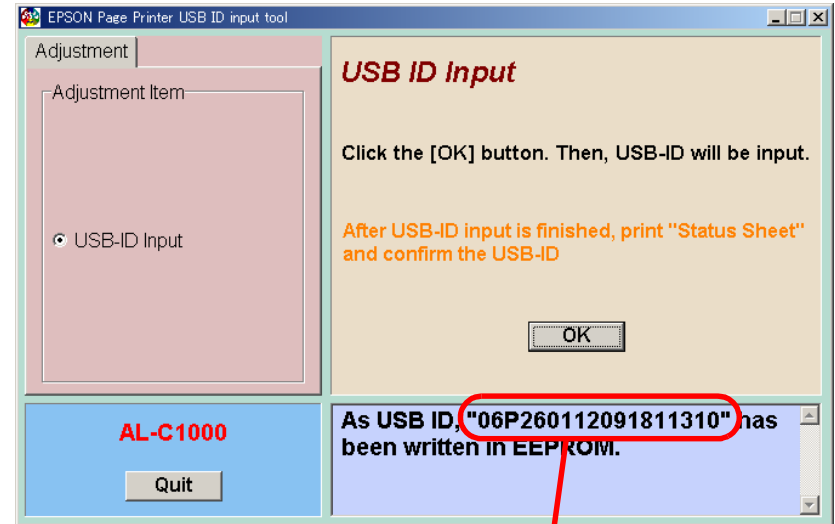 EPSON Page Printer USB ID input tool
Adjustment
Adjustment Item
USB-ID Input
USB ID Input
Click the [OK] button. Then, USB-ID will be input.
After USB-ID input is finished, print "Status Sheet"
and confirm the USB-ID
OK
AL-C1000
Quit
As USB ID, "06P260112091811310" has
been written in EEPROM.